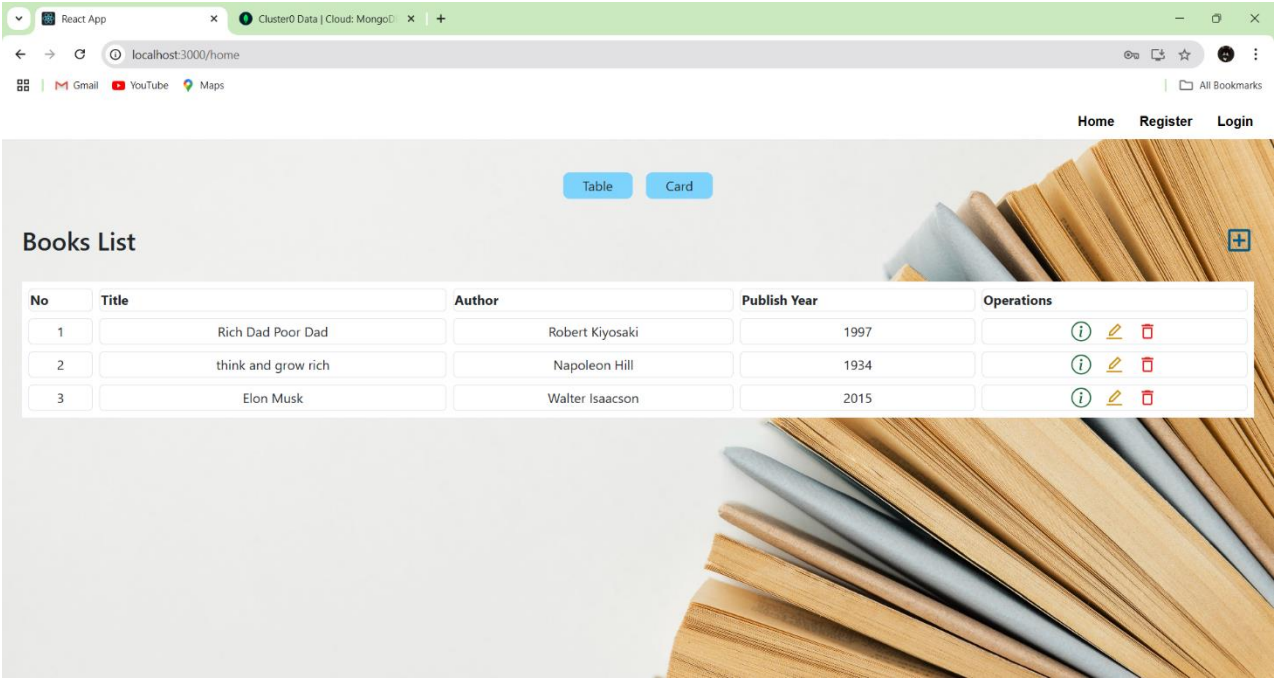 React App Cluster0 Data | Cloud: MongoD
localhost:3000/home
Gmail YouTube Maps All Bookmarks
Home Register Login
Table Card
Books List
No Title Author Publish Year Operations
1 Rich Dad Poor Dad Robert Kiyosaki 1997
2 think and grow rich Napoleon Hill 1934
3 Elon Musk Walter Isaacson 2015